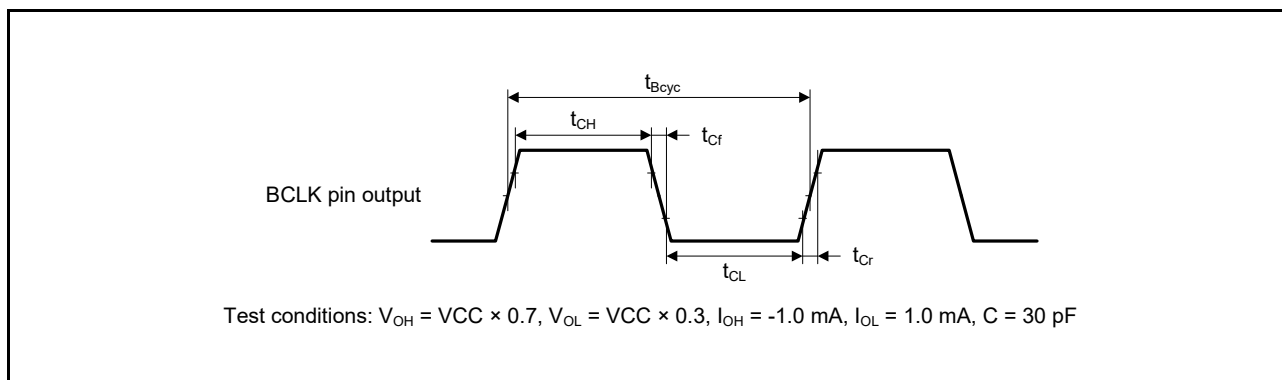 tBcyc
tCH
tCf
BCLK pin output
tCL
tCr
Test conditions: VOH = VCC × 0.7, VOL = VCC × 0.3, IOH = -1.0 mA, IOL = 1.0 mA, C = 30 pF